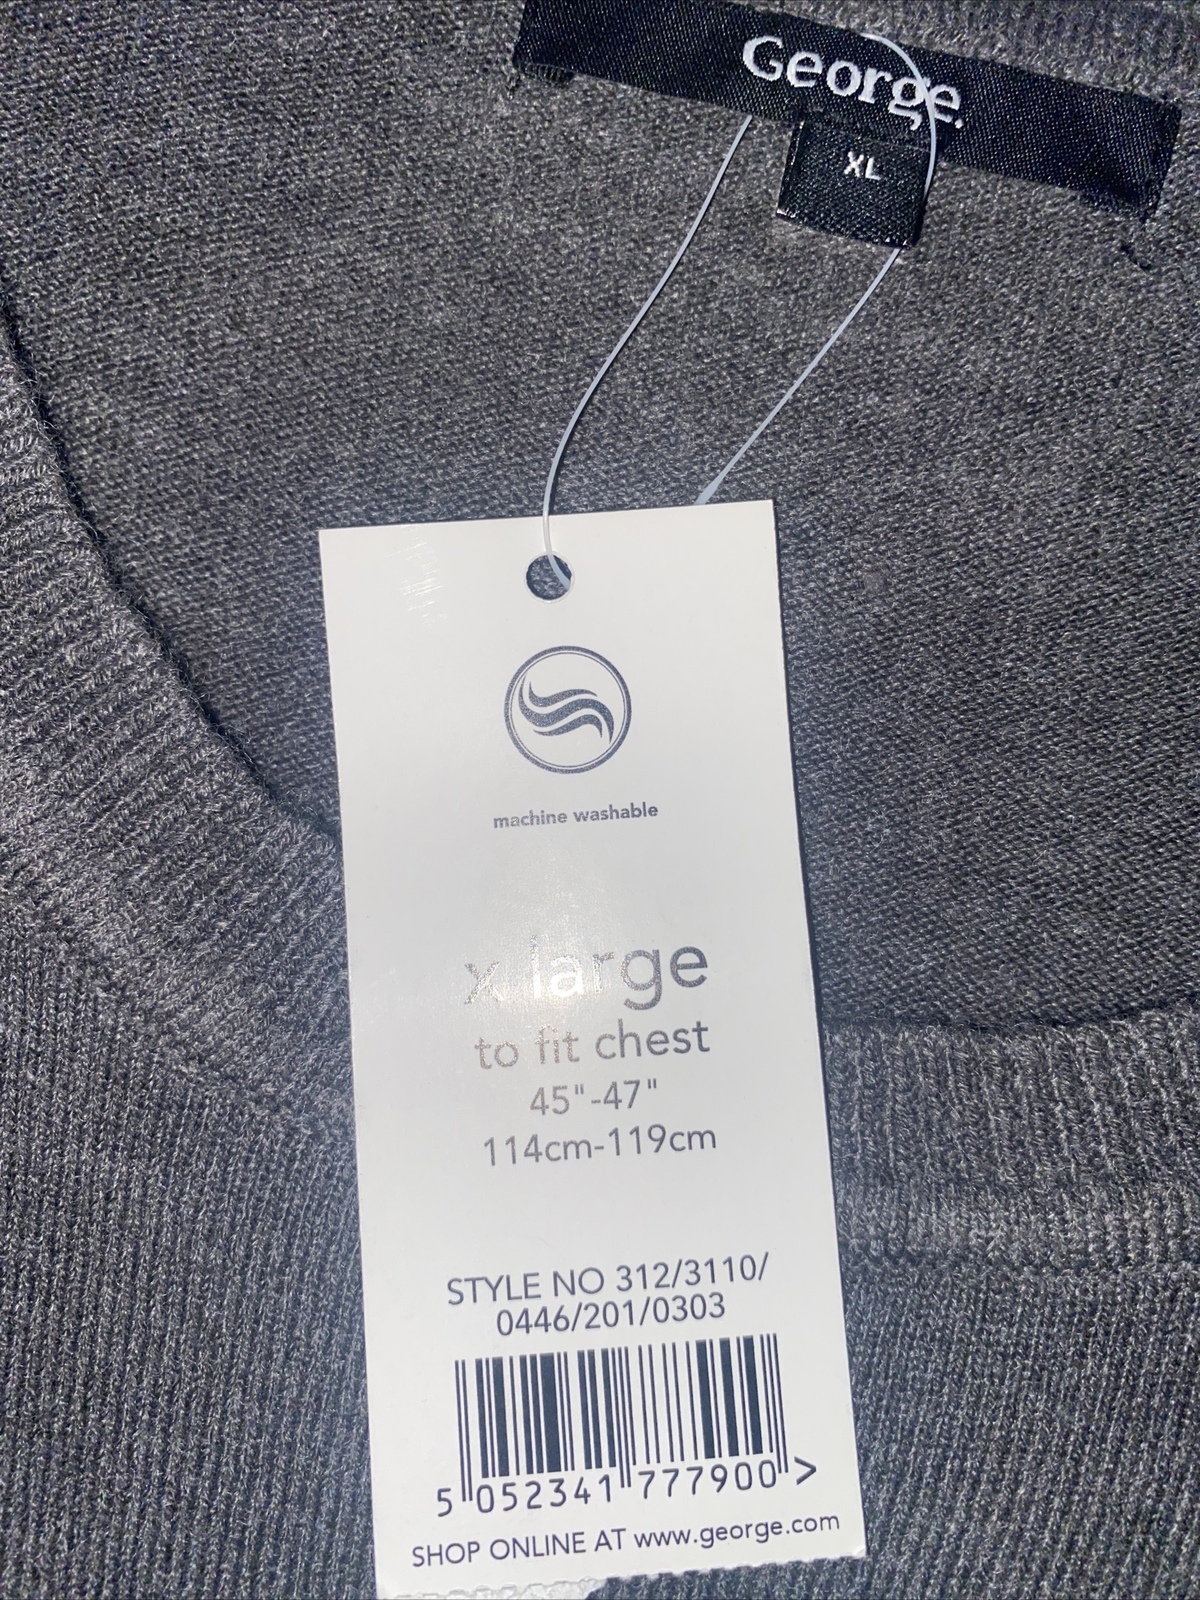 George.
XL
machine washable
x large
to fit chest
45"-47"
114cm-119cm
STYLE NO 312/3110/
0446/201/0303
5 052341 777900 >
SHOP ONLINE AT www.george.com